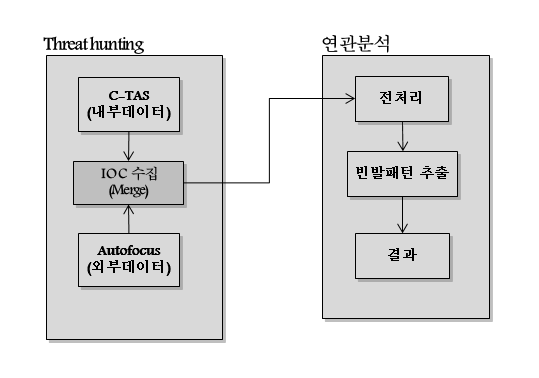 Threat hunting
C-TAS
(내부데이터)
IOC 수집
(Merge)
Autofocus
(외부데이터)
연관분석
전처리
빈발패턴 추출
결과